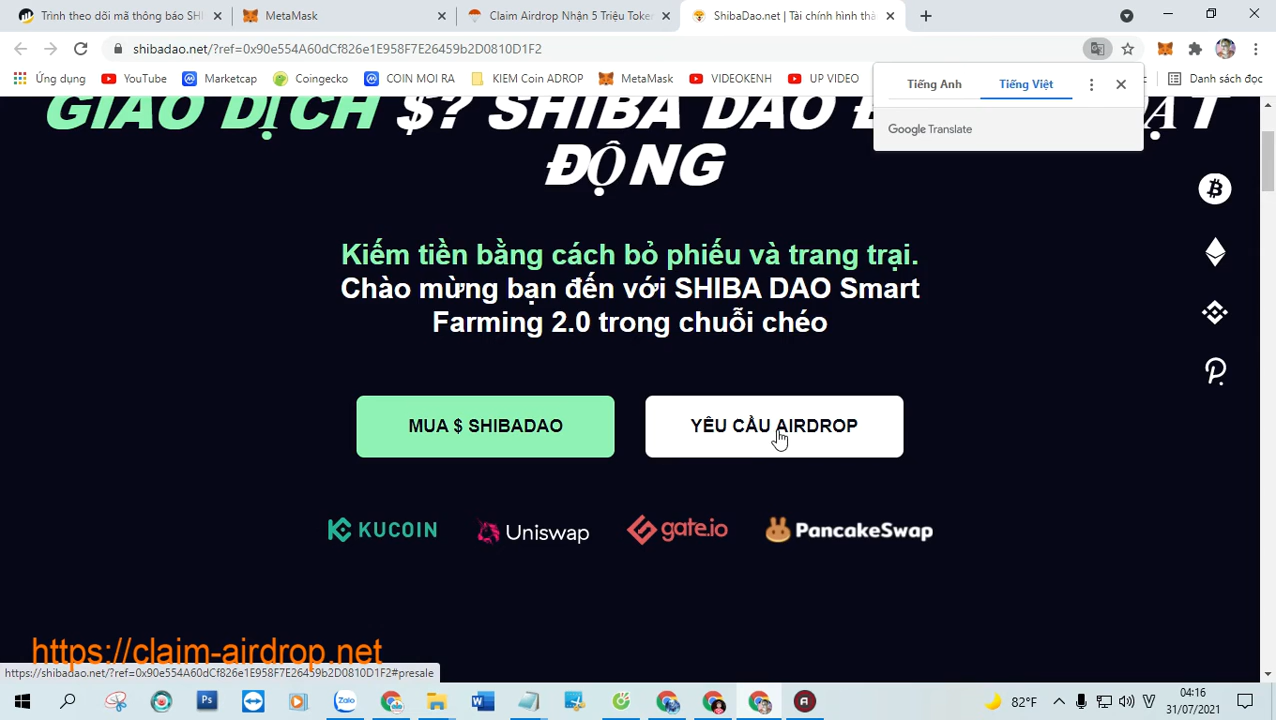 Trình theo dõi mã thông báo SHI
MetaMask
Claim Airdrop Nhận 5 Triệu Toke
ShibaDao.net | Tài chính hình thà
shibadao.net/?ref=0x90e554A60dCf826e1E958F7E26459b2D0810D1F2
Ứng dụng
YouTube
Marketcap
Coingecko
COIN MOI RA
KIEM Coin ADROP
MetaMask
VIDEOKENH
UP VIDEO
Danh sách đọc
Tiếng Anh
Tiếng Việt
Google Translate
GIAO DỊCH $? SHIBA DAO
ĐỘNG
Kiếm tiền bằng cách bỏ phiếu và trang trại.
Chào mừng bạn đến với SHIBA DAO Smart
Farming 2.0 trong chuỗi chéo
MUA $ SHIBADAO
YÊU CẦU AIRDROP
KUCOIN
Uniswap
gate.io
PancakeSwap
https://claim-airdrop.net
https://shibadao.net/?ref=0x90e554A60dCf826e1E958F7E26459b2D0810D1F2#presale
82°F
04:16
31/07/2021